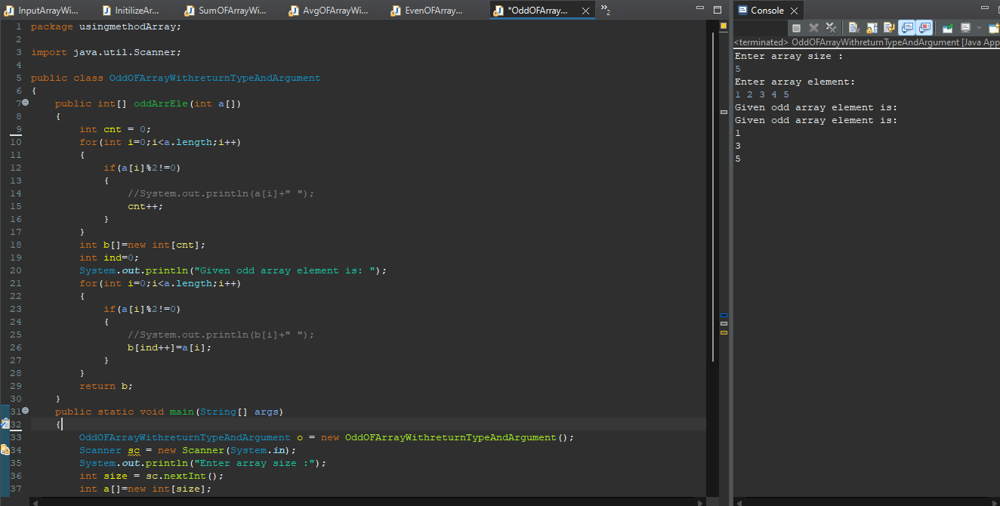 InputArrayWi... InitilizeAr... SumOFArrayWi... AvgOFArrayWi... EvenOFArray... *OddOFArray... 2
1 package usingmethodArray;
2
3 import java.util.Scanner;
4
5 public class OddOFArrayWithreturnTypeAndArgument
6 {
7     public int[] oddArrEle(int a[])
8     {
9         int cnt = 0;
10         for(int i=0;i<a.length;i++)
11         {
12             if(a[i]%2!=0)
13             {
14                 //System.out.println(a[i]+" ");
15                 cnt++;
16             }
17         }
18         int b[]=new int[cnt];
19         int ind=0;
20         System.out.println("Given odd array element is: ");
21         for(int i=0;i<a.length;i++)
22         {
23             if(a[i]%2!=0)
24             {
25                 //System.out.println(b[i]+" ");
26                 b[ind++]=a[i];
27             }
28         }
29         return b;
30     }
31     public static void main(String[] args)
32     {
33         OddOFArrayWithreturnTypeAndArgument o = new OddOFArrayWithreturnTypeAndArgument();
34         Scanner sc = new Scanner(System.in);
35         System.out.println("Enter array size :");
36         int size = sc.nextInt();
37         int a[]=new int[size];
Console
<terminated> OddOFArrayWithreturnTypeAndArgument [Java App
Enter array size :
5
Enter array element:
1 2 3 4 5
Given odd array element is:
Given odd array element is:
1
3
5